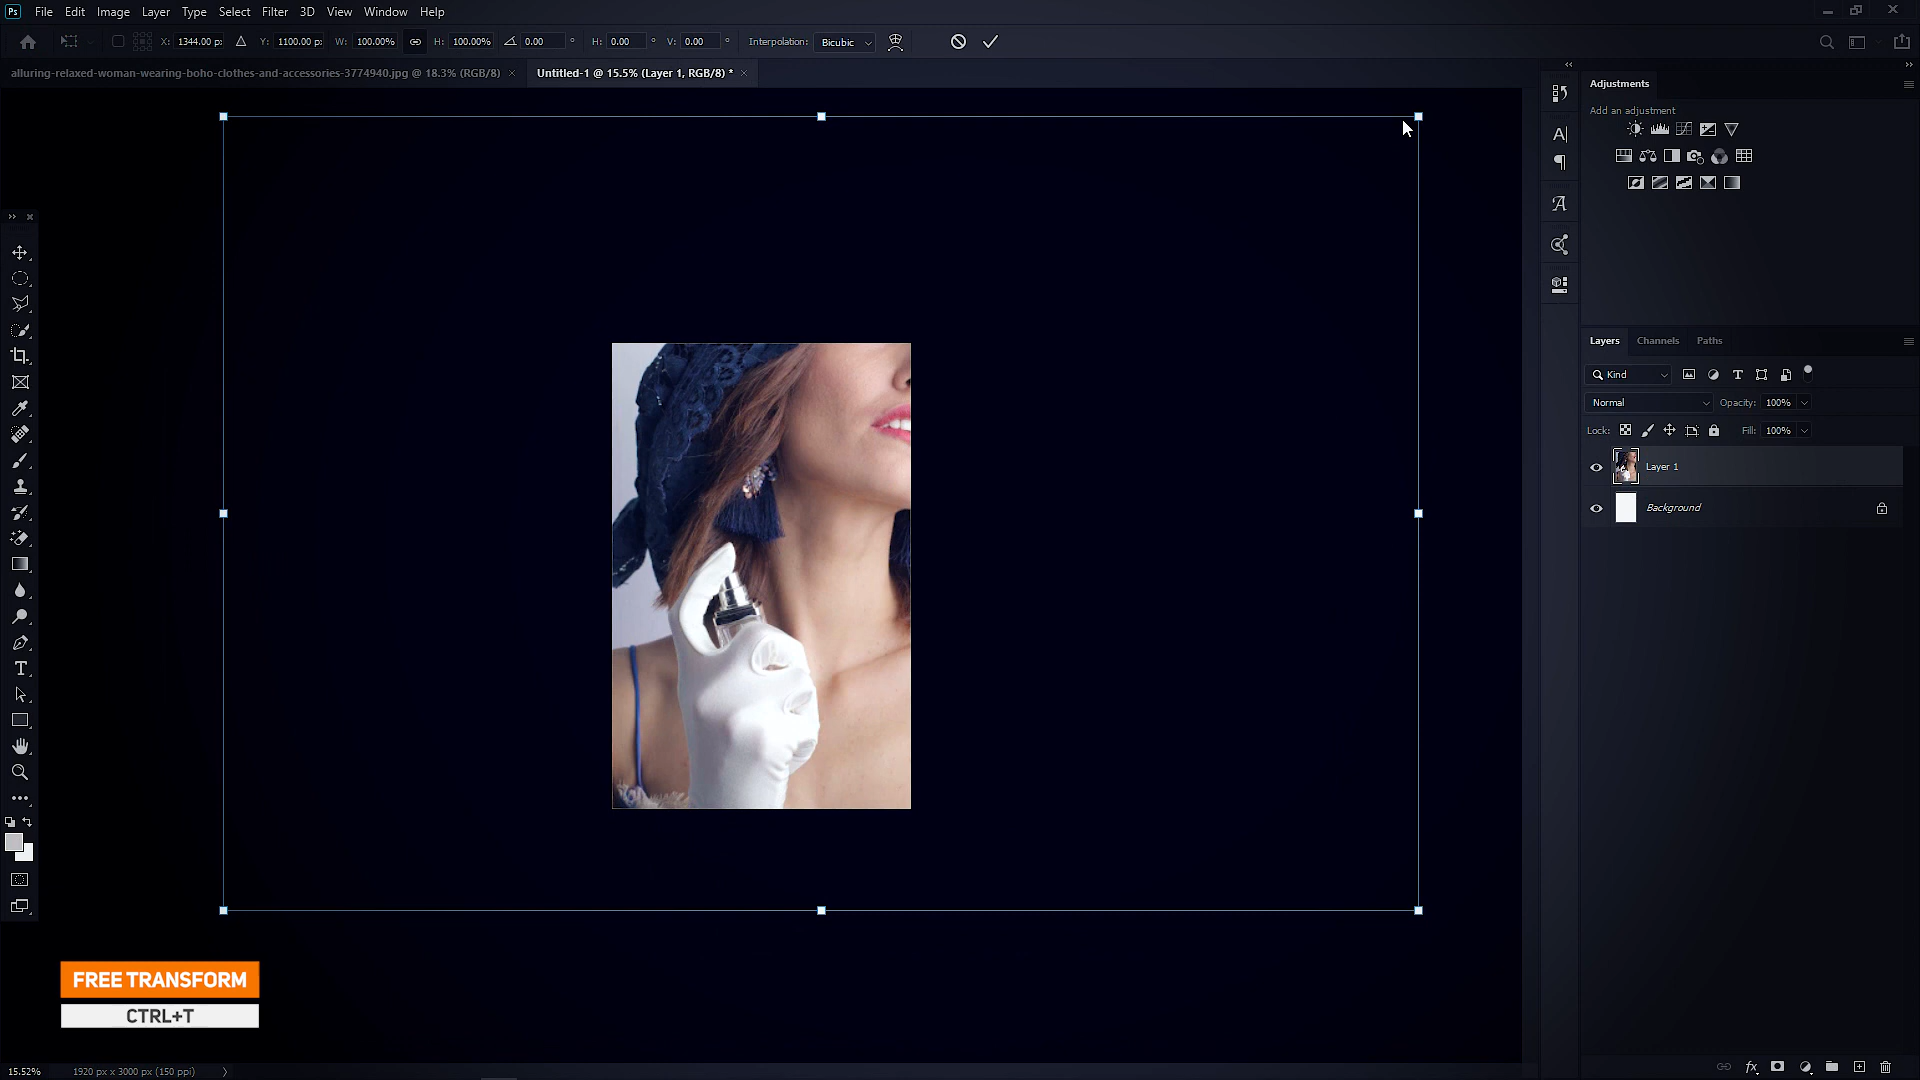 Ps File Edit Image Layer Type Select Filter 3D View Window Help
X: 1344.00 px Y: 1100.00 px W: 100.00% H: 100.00% 0.00 ° H: 0.00 ° V: 0.00 ° Interpolation: Bicubic
alluring-relaxed-woman-wearing-boho-clothes-and-accessories-3774940.jpg @ 18.3% (RGB/8) × Untitled-1 @ 15.5% (Layer 1, RGB/8) * ×
Adjustments
Add an adjustment
Layers Channels Paths
Kind
Normal Opacity: 100%
Lock: Fill: 100%
Layer 1
Background
FREE TRANSFORM
CTRL+T
15.52% 1920 px x 3000 px (150 ppi)